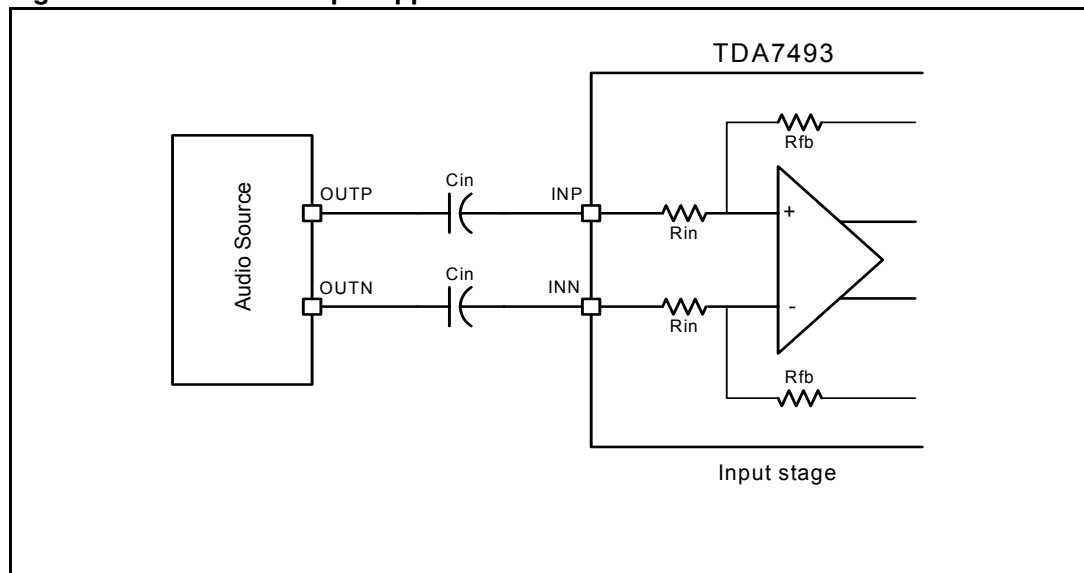 TDA7493
Rfb
Audio Source
OUTP
Cin
INP
+
Rin
OUTN
Cin
INN
-
Rin
Rfb
Input stage